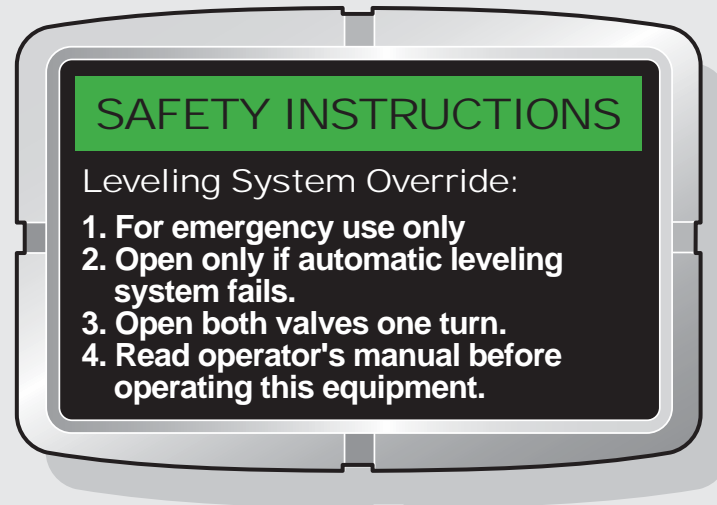 SAFETY INSTRUCTIONS
Leveling System Override:
1. For emergency use only
2. Open only if automatic leveling
system fails.
3. Open both valves one turn.
4. Read operator's manual before
operating this equipment.